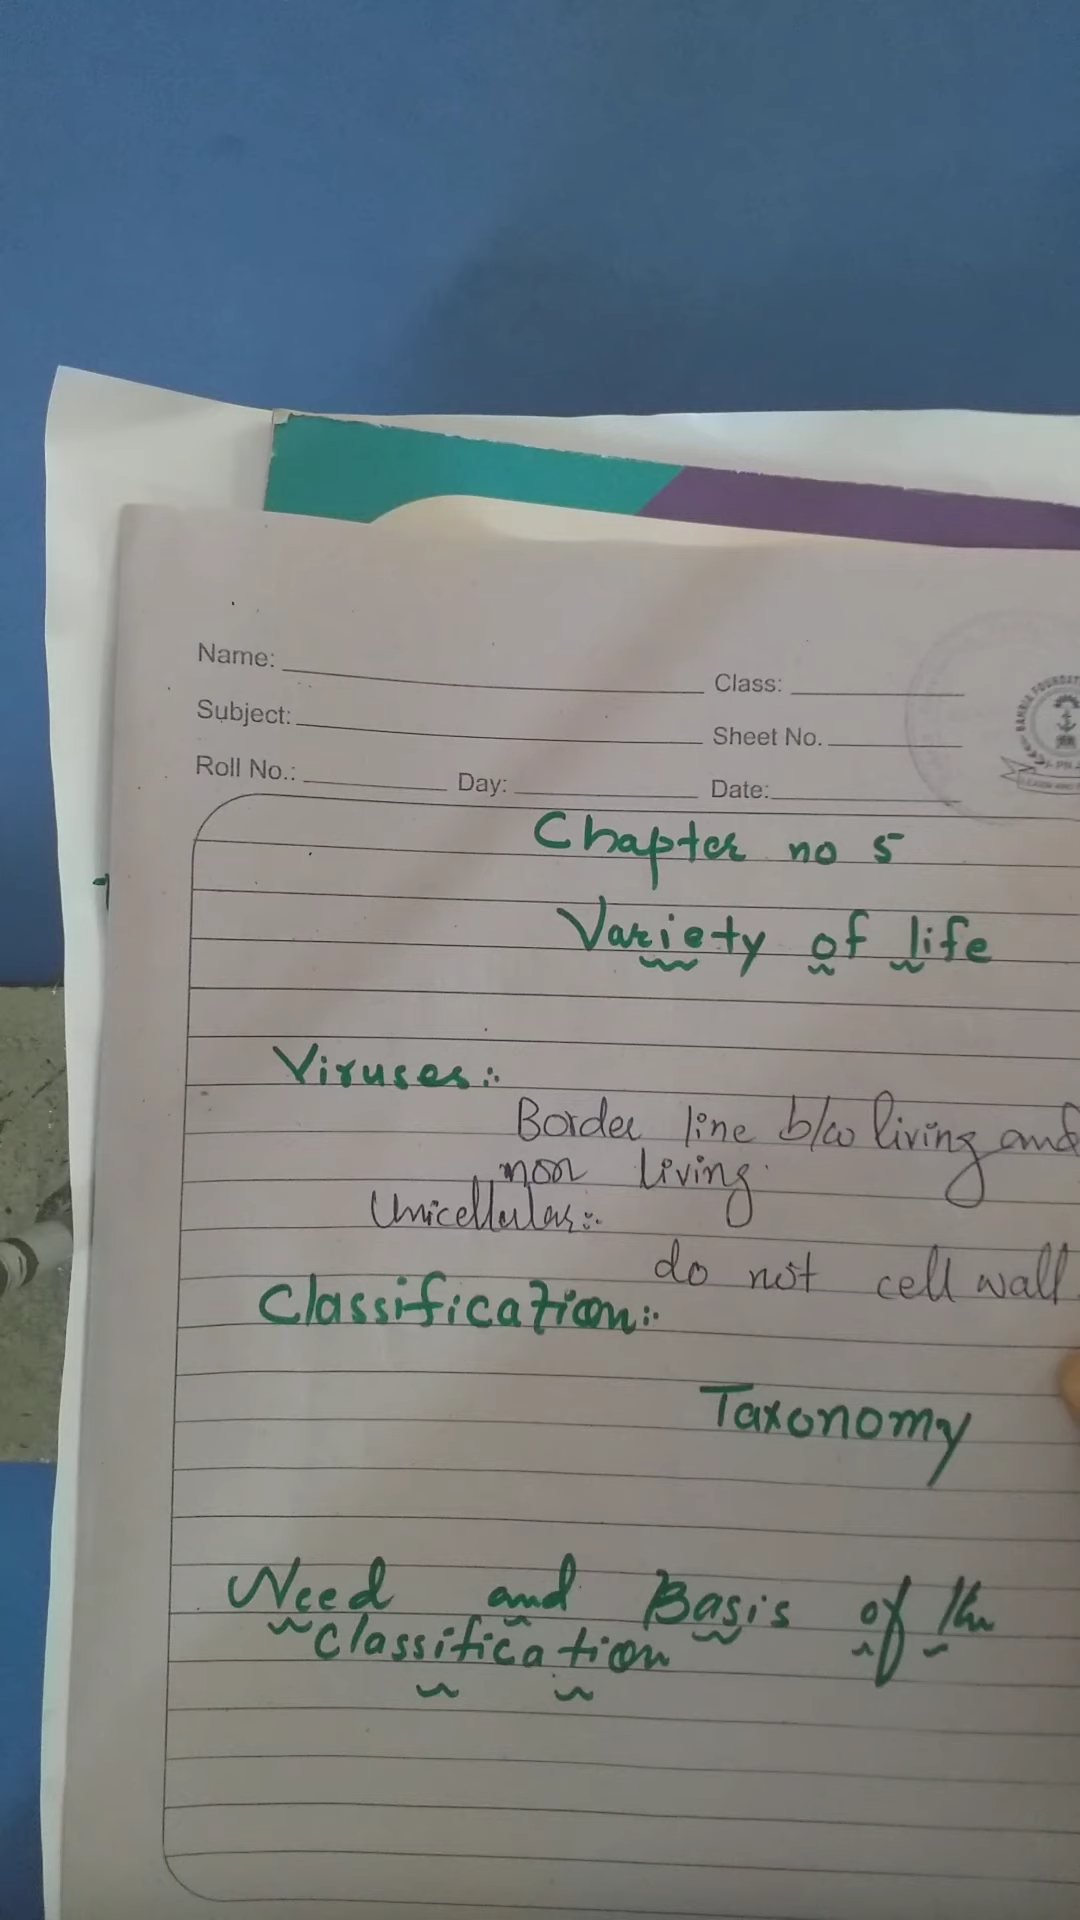 Name: Class:
Subject: Sheet No.
Roll No.: Day: Date:
Chapter no 5
Variety of life
Viruses:
Border line b/w living and
non living.
Unicellular:
do not cell wall
Classification:
Taxonomy
Need and Basis of the
classification